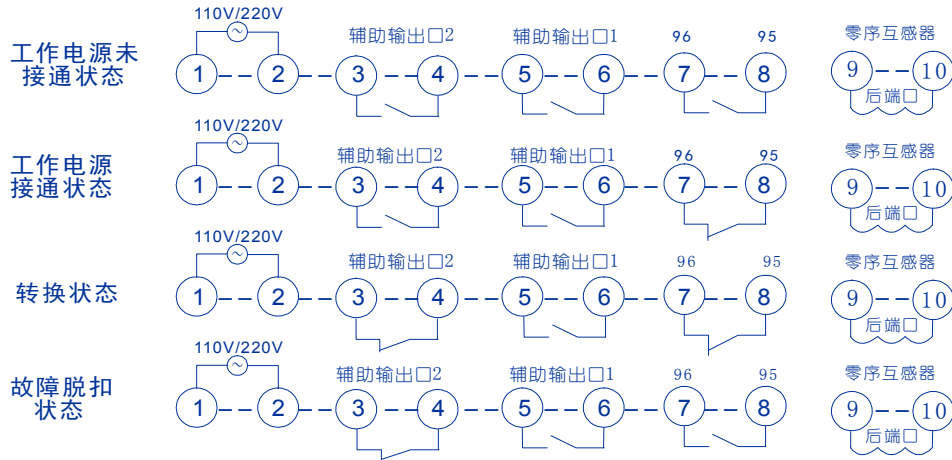 110V/220V
辅助输出口2
辅助输出口1
96
95
零序互感器
工作电源未
接通状态
1
2
3
4
5
6
7
8
9
10
后端口
110V/220V
辅助输出口2
辅助输出口1
96
95
零序互感器
工作电源
接通状态
1
2
3
4
5
6
7
8
9
10
后端口
110V/220V
辅助输出口2
辅助输出口1
96
95
零序互感器
转换状态
1
2
3
4
5
6
7
8
9
10
后端口
110V/220V
辅助输出口2
辅助输出口1
96
95
零序互感器
故障脱扣
状态
1
2
3
4
5
6
7
8
9
10
后端口